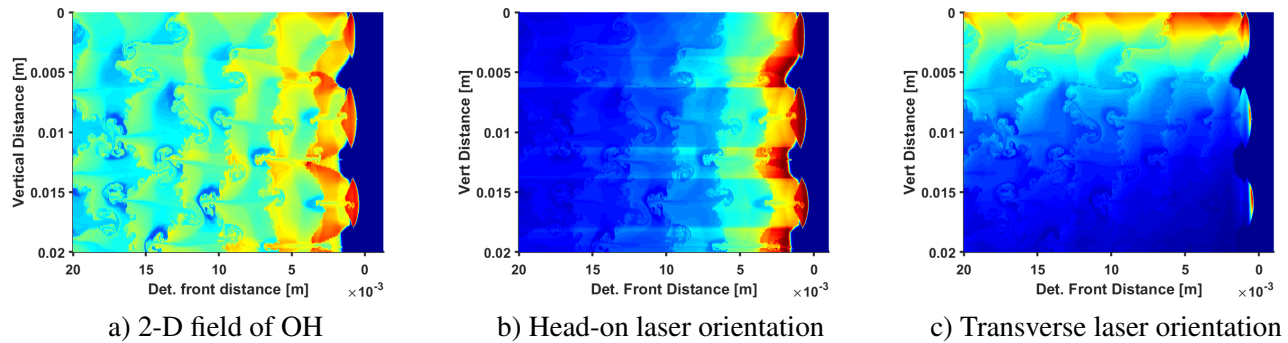 0
0.005
0.01
0.015
0.02
Vertical Distance [m]
20 15 10 5 0
Det. front distance [m]
×10⁻³
a) 2-D field of OH
0
0.005
0.01
0.015
0.02
Vert Distance [m]
20 15 10 5 0
Det. Front Distance [m]
×10⁻³
b) Head-on laser orientation
0
0.005
0.01
0.015
0.02
Vert Distance [m]
20 15 10 5 0
Det. Front Distance [m]
×10⁻³
c) Transverse laser orientation